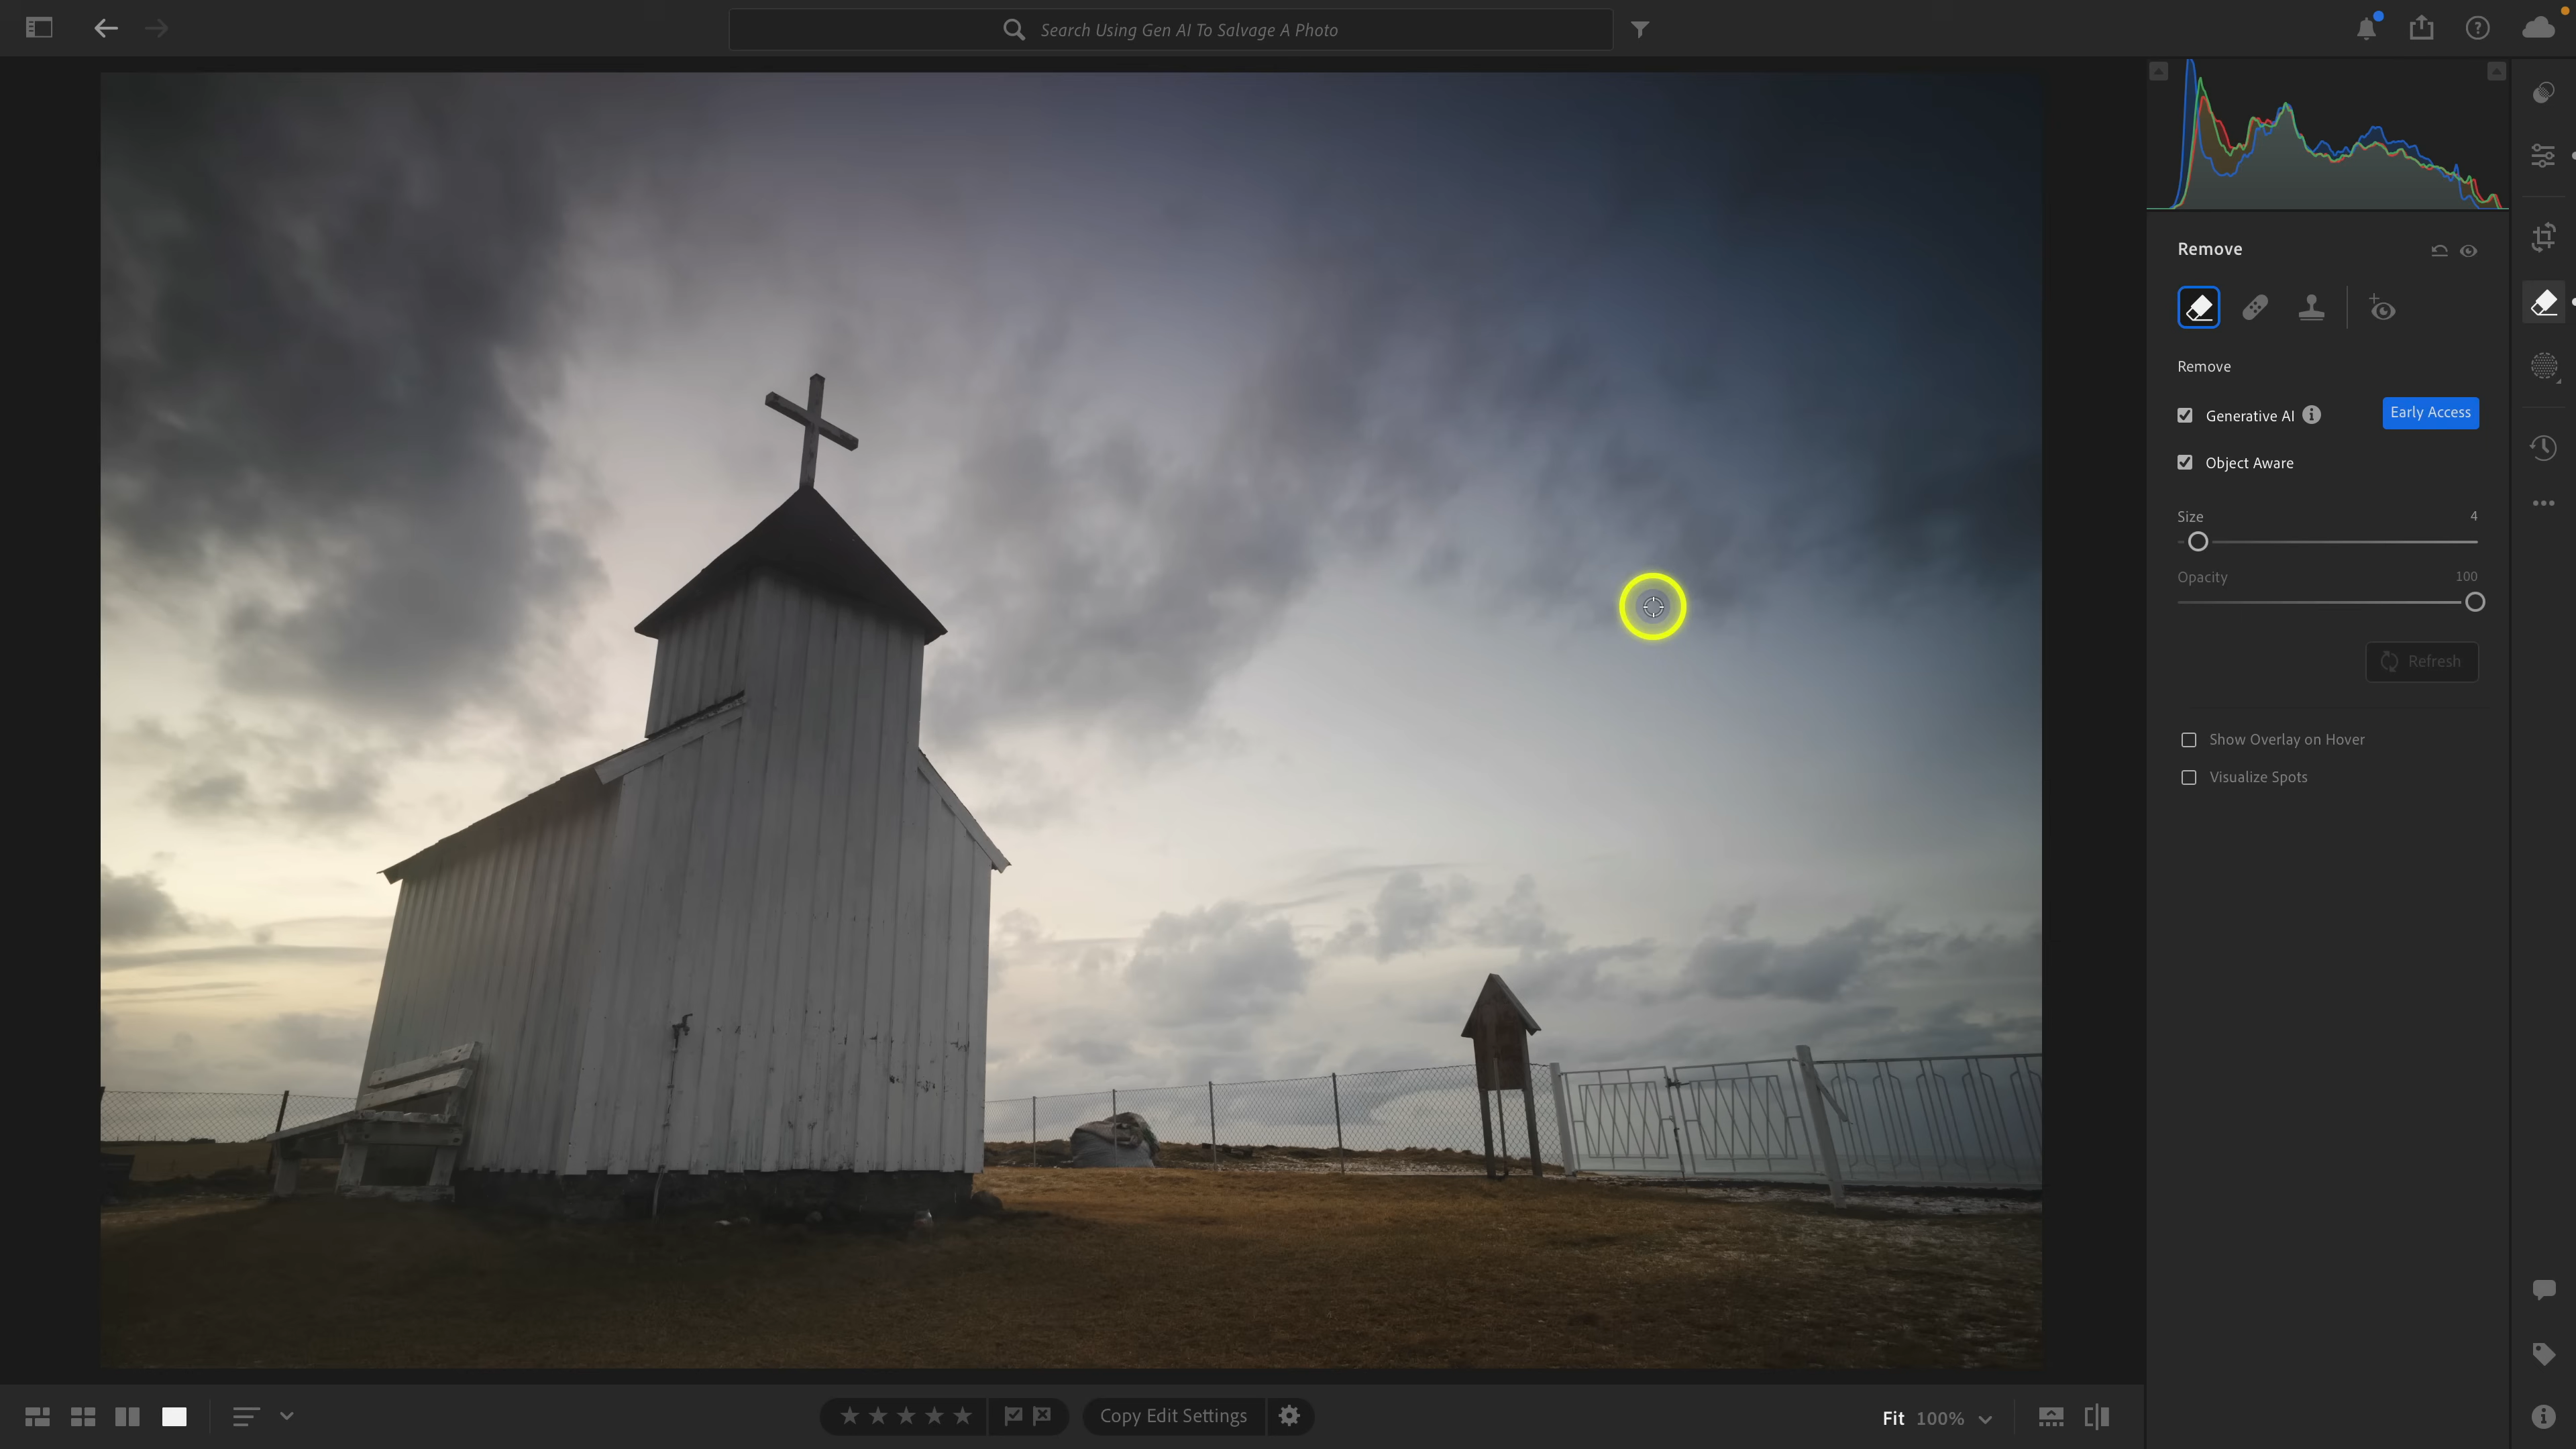 Search Using Gen AI To Salvage A Photo
Remove
Remove
Generative AI
Early Access
Object Aware
Size 4
Opacity 100
Refresh
Show Overlay on Hover
Visualize Spots
Copy Edit Settings
Fit 100%